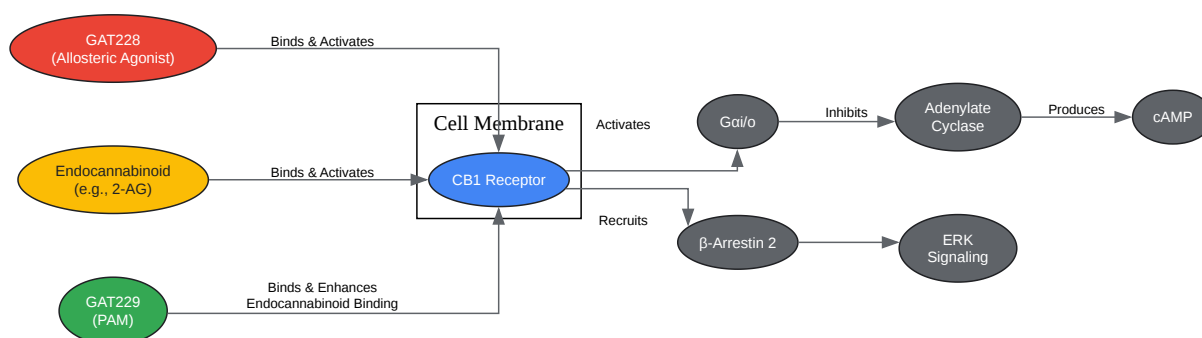 GAT228
(Allosteric Agonist)
Binds & Activates
Cell Membrane
Endocannabinoid
(e.g., 2-AG)
Binds & Activates
CB1 Receptor
GAT229
(PAM)
Binds & Enhances
Endocannabinoid Binding
Activates
Gαi/o
Inhibits
Adenylate
Cyclase
Produces
cAMP
Recruits
β-Arrestin 2
ERK
Signaling